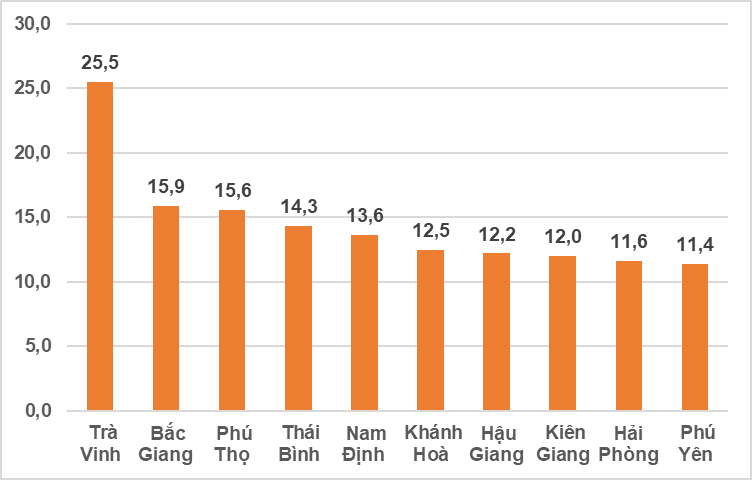 30,0
25,0
20,0
15,0
10,0
5,0
0,0
25,5
15,9
15,6
14,3
13,6
12,5
12,2
12,0
11,6
11,4
Trà
Vinh
Bắc
Giang
Phú
Thọ
Thái
Bình
Nam
Định
Khánh
Hoà
Hậu
Giang
Kiên
Giang
Hải
Phòng
Phú
Yên